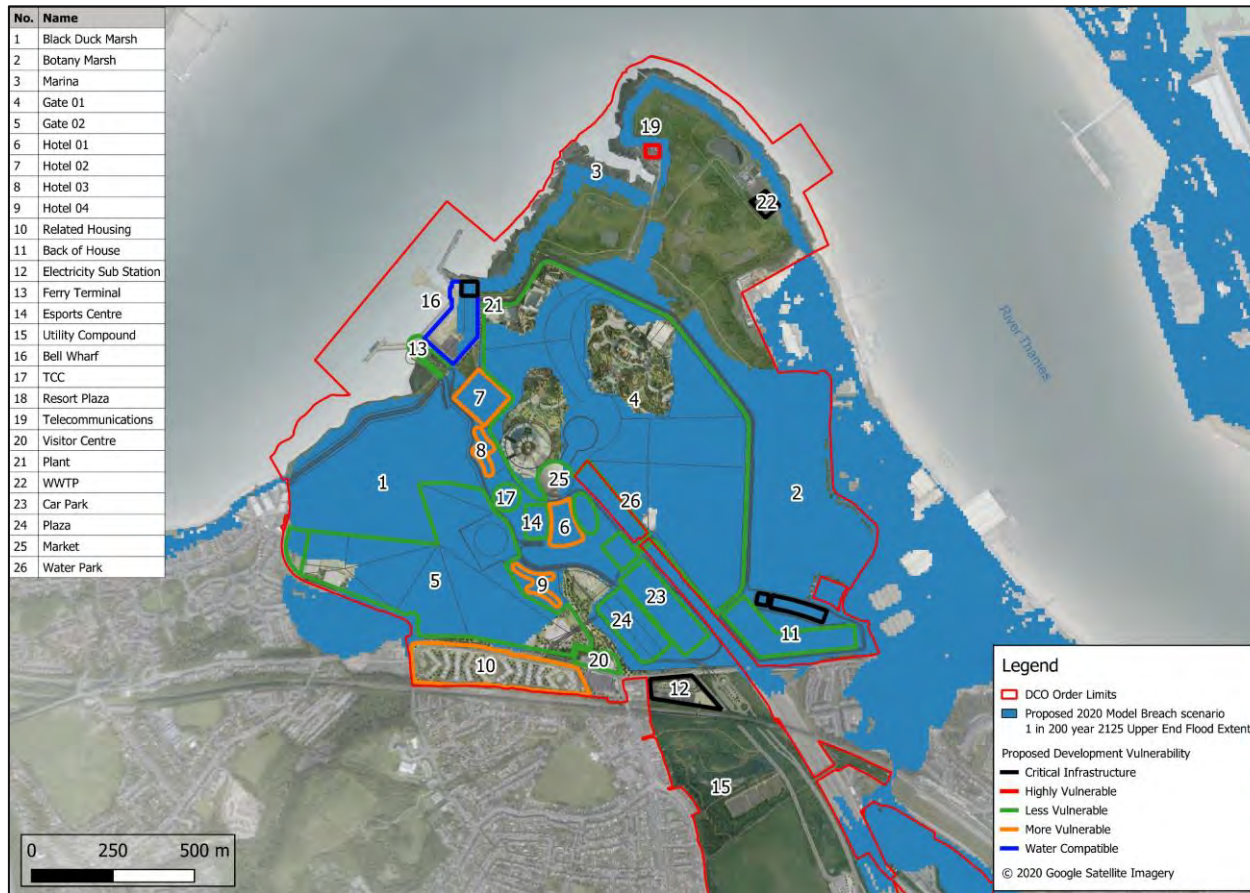 No. Name
1 Black Duck Marsh
2 Botany Marsh
3 Marina
4 Gate 01
5 Gate 02
6 Hotel 01
7 Hotel 02
8 Hotel 03
9 Hotel 04
10 Related Housing
11 Back of House
12 Electricity Sub Station
13 Ferry Terminal
14 Esports Centre
15 Utility Compound
16 Bell Wharf
17 TCC
18 Resort Plaza
19 Telecommunications
20 Visitor Centre
21 Plant
22 WWTP
23 Car Park
24 Plaza
25 Market
26 Water Park
19
3
22
21
16
13
7
4
8
1
25
2
17
26
14
6
9
5
23
24
11
20
10
12
15
River Thames
0 250 500 m
Legend
DCO Order Limits
Proposed 2020 Model Breach scenario
1 in 200 year 2125 Upper End Flood Extent
Proposed Development Vulnerability
Critical Infrastructure
Highly Vulnerable
Less Vulnerable
More Vulnerable
Water Compatible
© 2020 Google Satellite Imagery